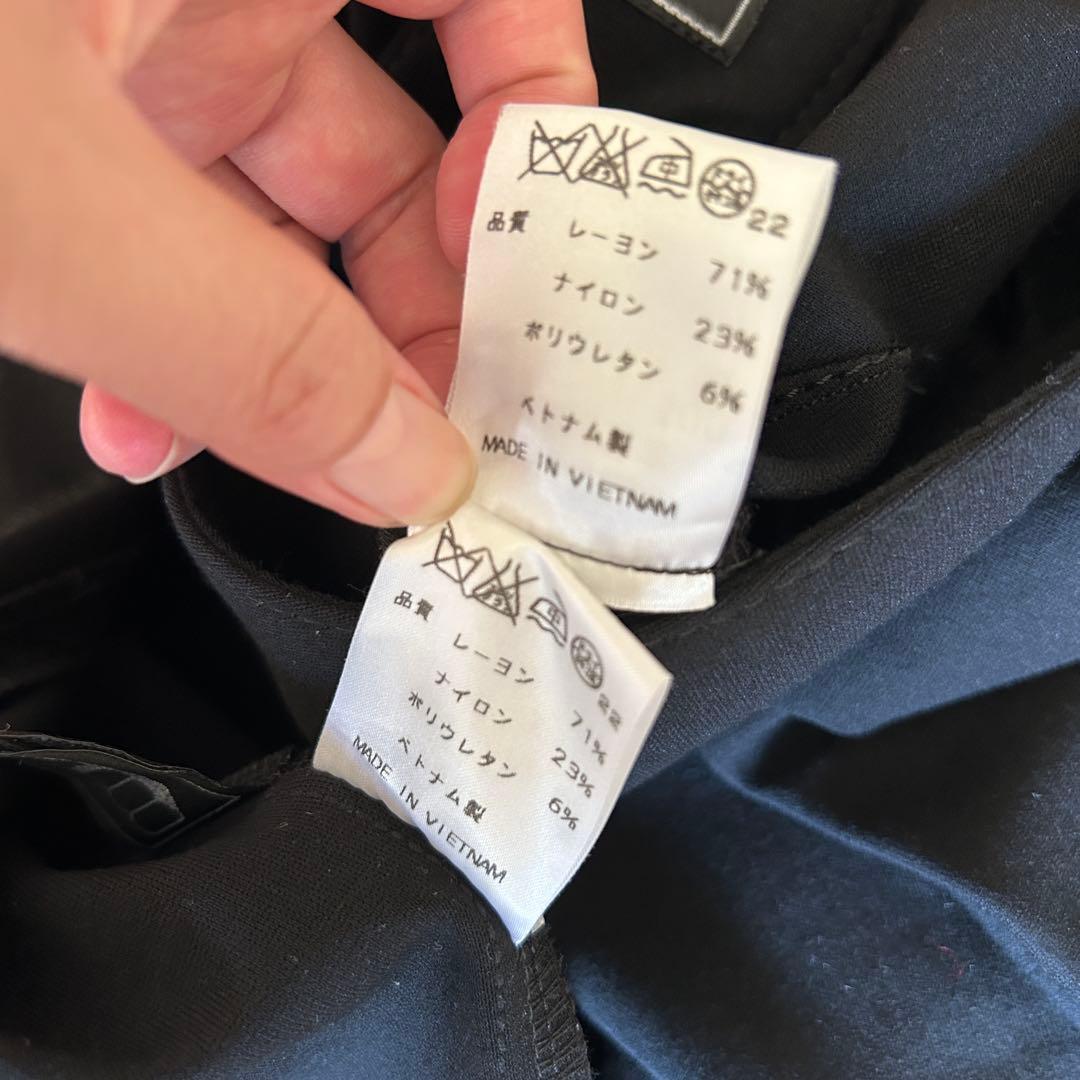 22
品質 レーヨン 71%
ナイロン 23%
ポリウレタン 6%
ベトナム製
MADE IN VIETNAM
22
品質 レーヨン 71%
ナイロン 23%
ポリウレタン 6%
ベトナム製
MADE IN VIETNAM